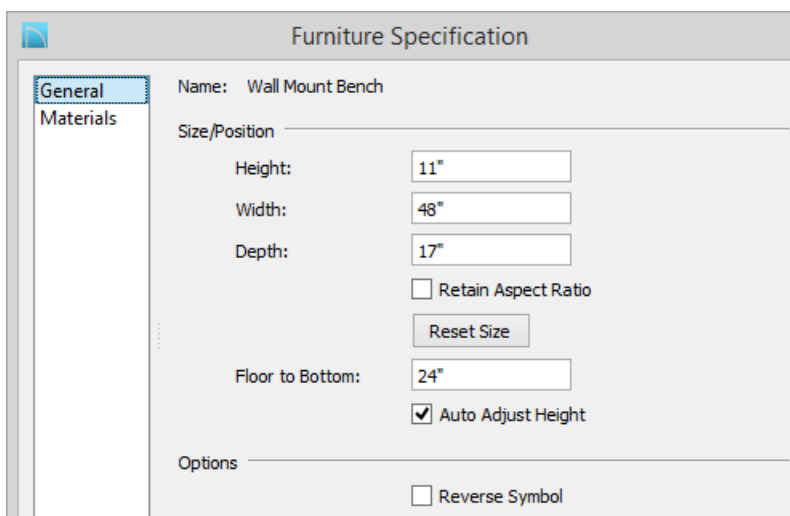 Furniture Specification
General
Materials
Name: Wall Mount Bench
Size/Position
Height: 11"
Width: 48"
Depth: 17"
Retain Aspect Ratio
Reset Size
Floor to Bottom: 24"
Auto Adjust Height
Options
Reverse Symbol